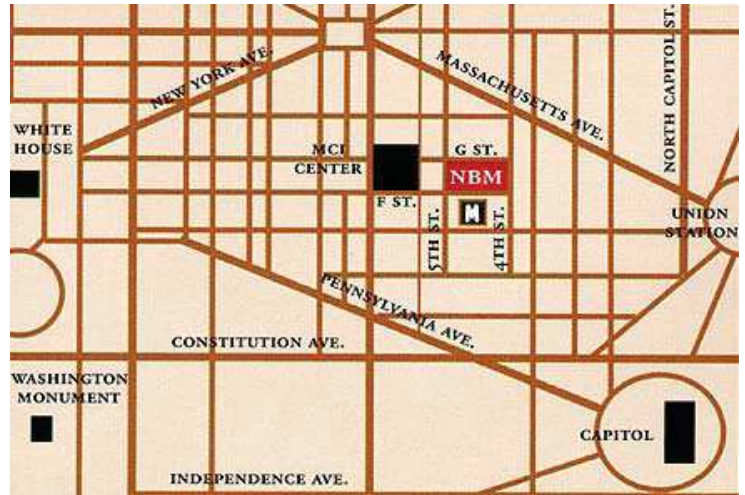 NEW YORK AVE.
MASSACHUSETTS AVE.
NORTH CAPITOL ST.
WHITE
HOUSE
MCI
CENTER
G ST.
NBM
F ST.
M
5TH ST.
4TH ST.
UNION
STATION
PENNSYLVANIA AVE.
CONSTITUTION AVE.
WASHINGTON
MONUMENT
CAPITOL
INDEPENDENCE AVE.